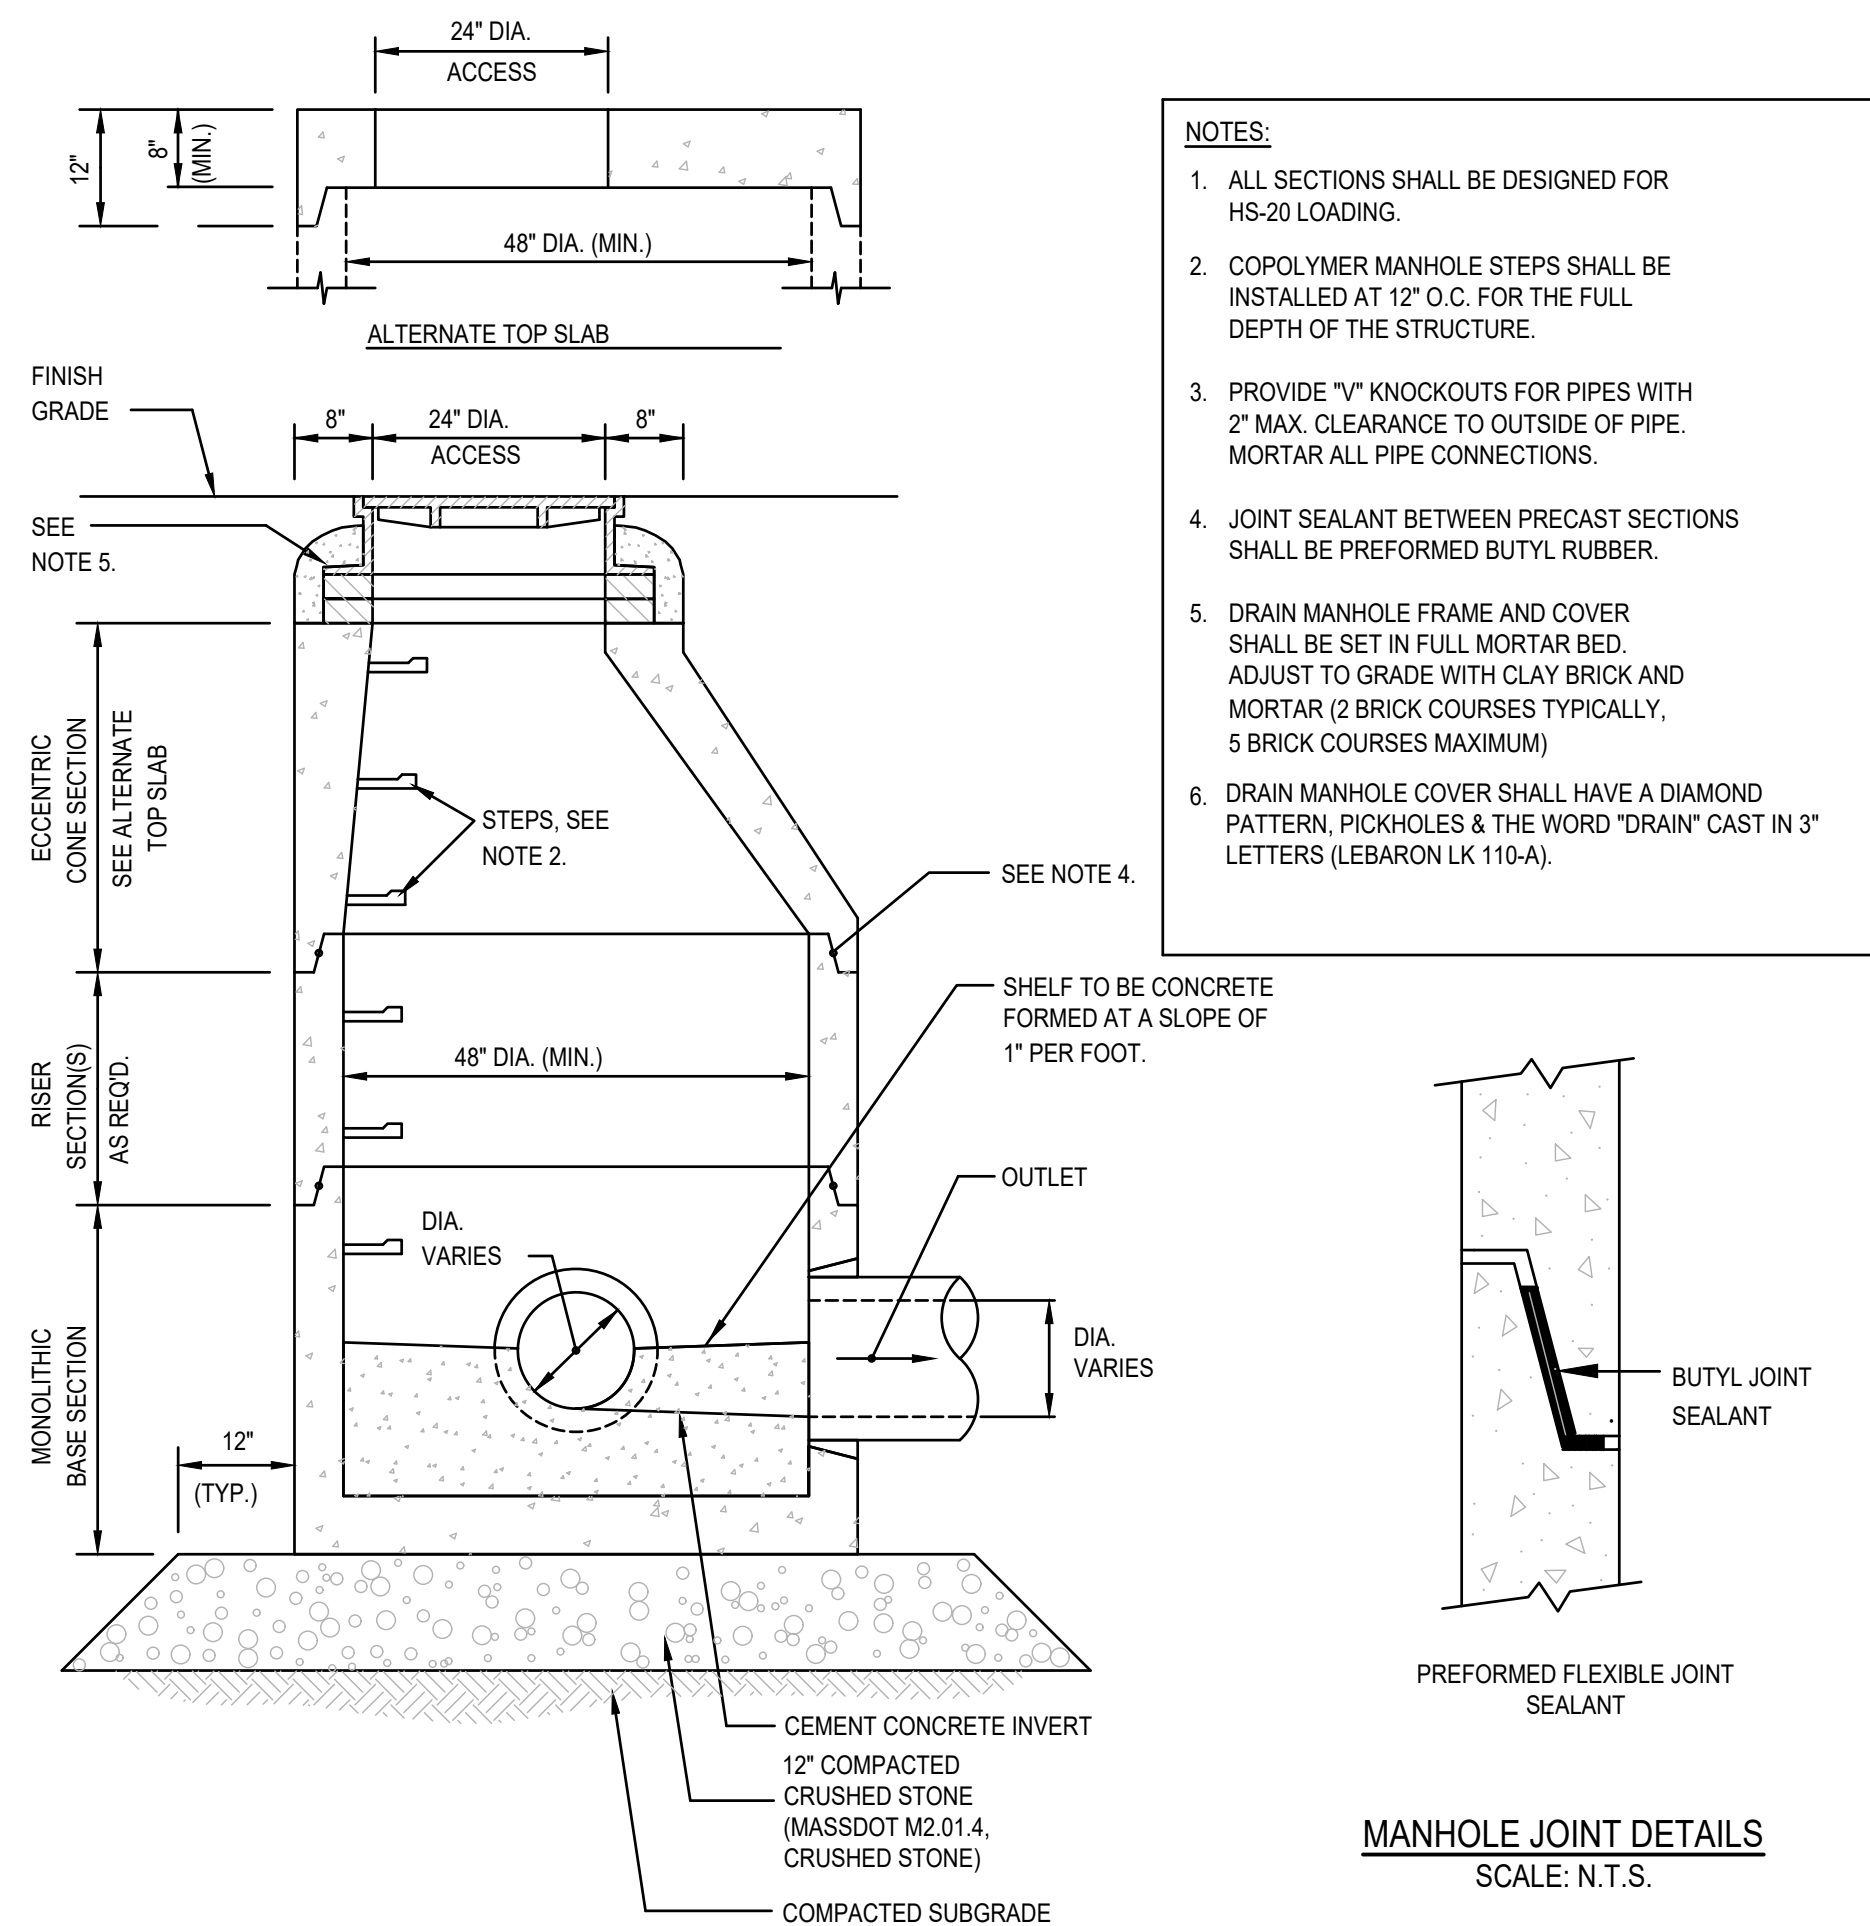 24" DIA.
ACCESS
12"
8"
(MIN.)
48" DIA. (MIN.)
ALTERNATE TOP SLAB
FINISH
GRADE
8"
24" DIA.
ACCESS
8"
SEE
NOTE 5.
ECCENTRIC
CONE SECTION
SEE ALTERNATE
TOP SLAB
STEPS, SEE
NOTE 2.
SEE NOTE 4.
SHELF TO BE CONCRETE
FORMED AT A SLOPE OF
1" PER FOOT.
RISER
SECTION(S)
AS REQ'D.
48" DIA. (MIN.)
OUTLET
DIA.
VARIES
DIA.
VARIES
MONOLITHIC
BASE SECTION
12"
(TYP.)
CEMENT CONCRETE INVERT
12" COMPACTED
CRUSHED STONE
(MASSDOT M2.01.4,
CRUSHED STONE)
COMPACTED SUBGRADE
NOTES:
1. ALL SECTIONS SHALL BE DESIGNED FOR
HS-20 LOADING.
2. COPOLYMER MANHOLE STEPS SHALL BE
INSTALLED AT 12" O.C. FOR THE FULL
DEPTH OF THE STRUCTURE.
3. PROVIDE "V" KNOCKOUTS FOR PIPES WITH
2" MAX. CLEARANCE TO OUTSIDE OF PIPE.
MORTAR ALL PIPE CONNECTIONS.
4. JOINT SEALANT BETWEEN PRECAST SECTIONS
SHALL BE PREFORMED BUTYL RUBBER.
5. DRAIN MANHOLE FRAME AND COVER
SHALL BE SET IN FULL MORTAR BED.
ADJUST TO GRADE WITH CLAY BRICK AND
MORTAR (2 BRICK COURSES TYPICALLY,
5 BRICK COURSES MAXIMUM)
6. DRAIN MANHOLE COVER SHALL HAVE A DIAMOND
PATTERN, PICKHOLES & THE WORD "DRAIN" CAST IN 3"
LETTERS (LEBARON LK 110-A).
BUTYL JOINT
SEALANT
PREFORMED FLEXIBLE JOINT
SEALANT
MANHOLE JOINT DETAILS
SCALE: N.T.S.